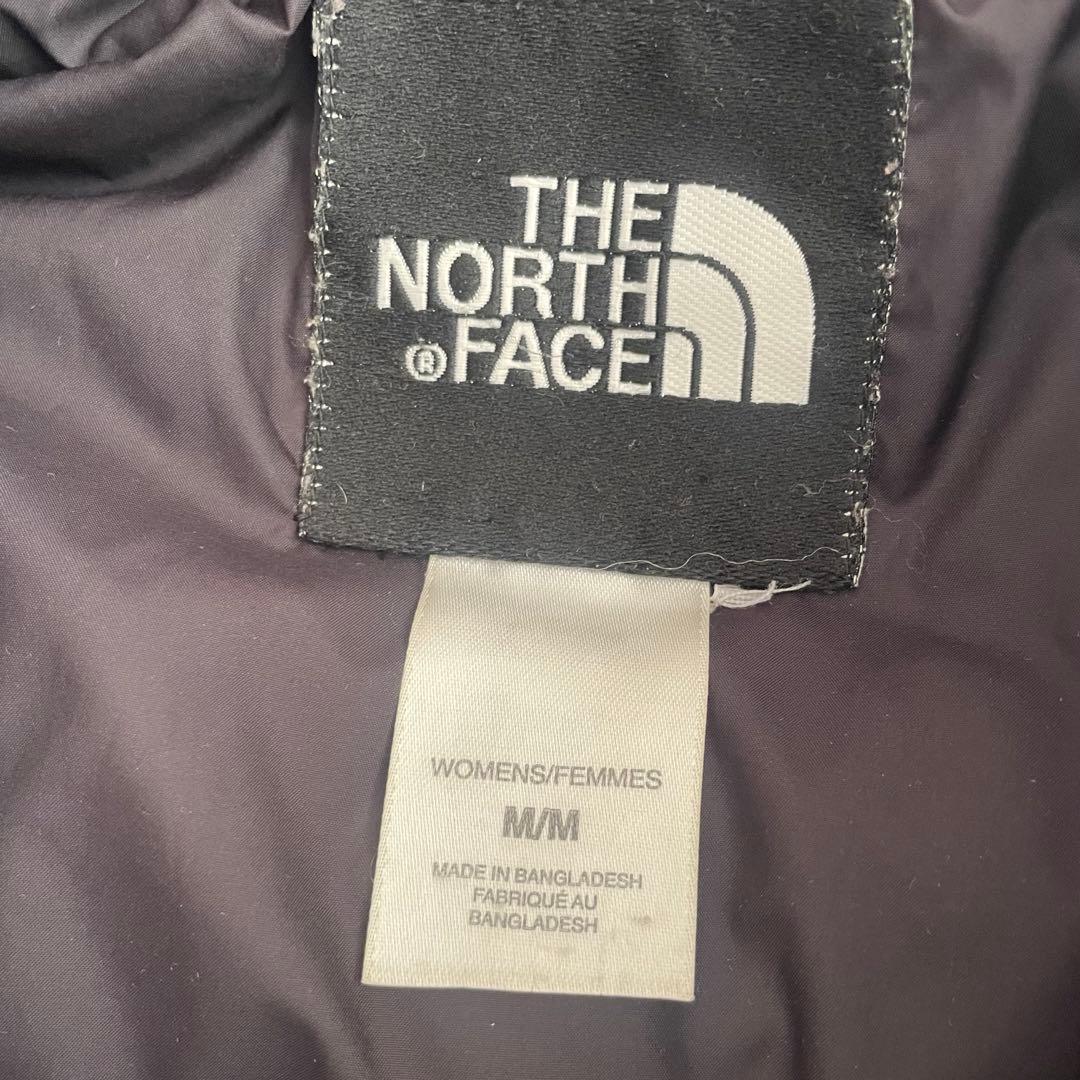 THE
NORTH
®FACE
WOMENS/FEMMES
M/M
MADE IN BANGLADESH
FABRIQUÉ AU
BANGLADESH